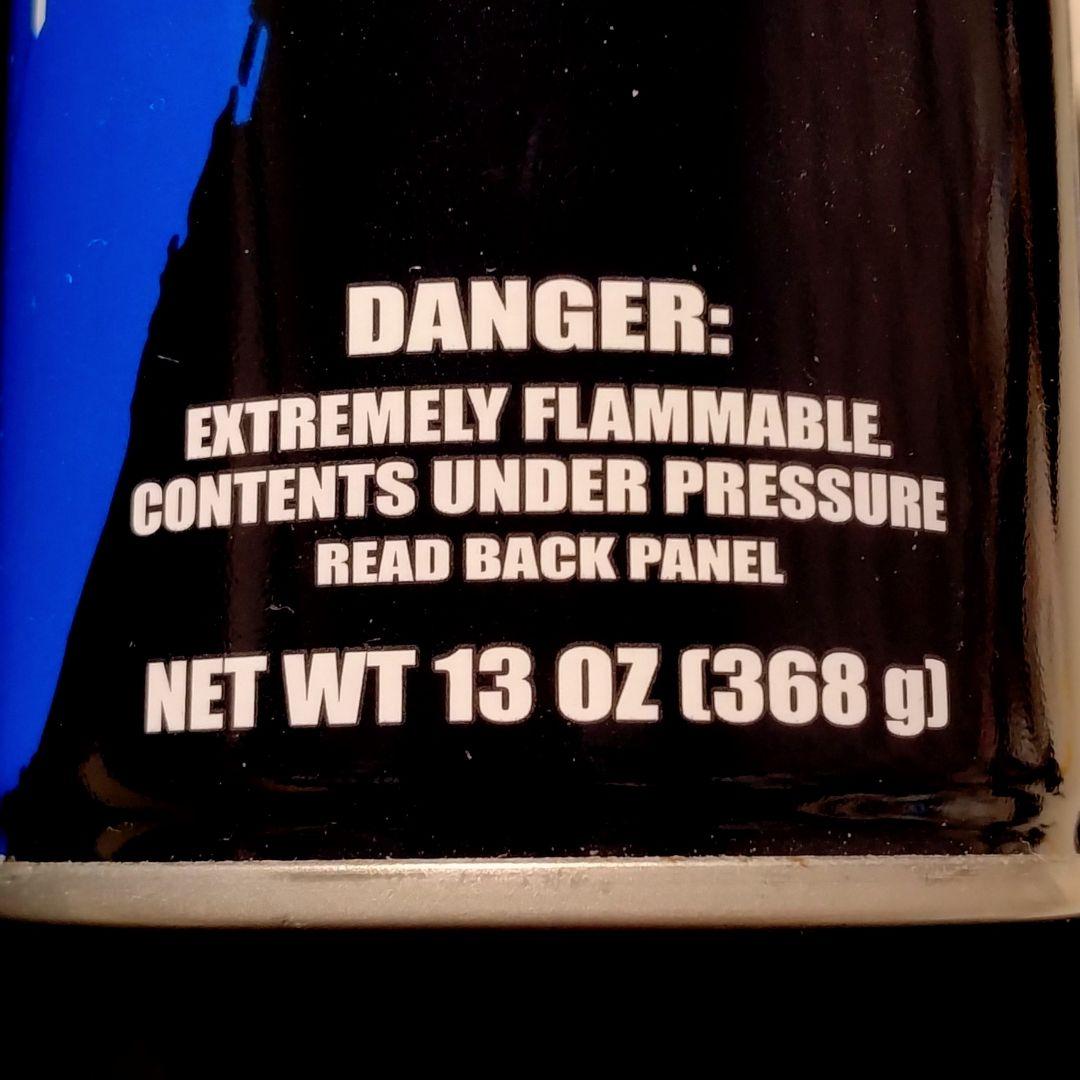 DANGER:
EXTREMELY FLAMMABLE.
CONTENTS UNDER PRESSURE
READ BACK PANEL
NET WT 13 OZ (368 g)